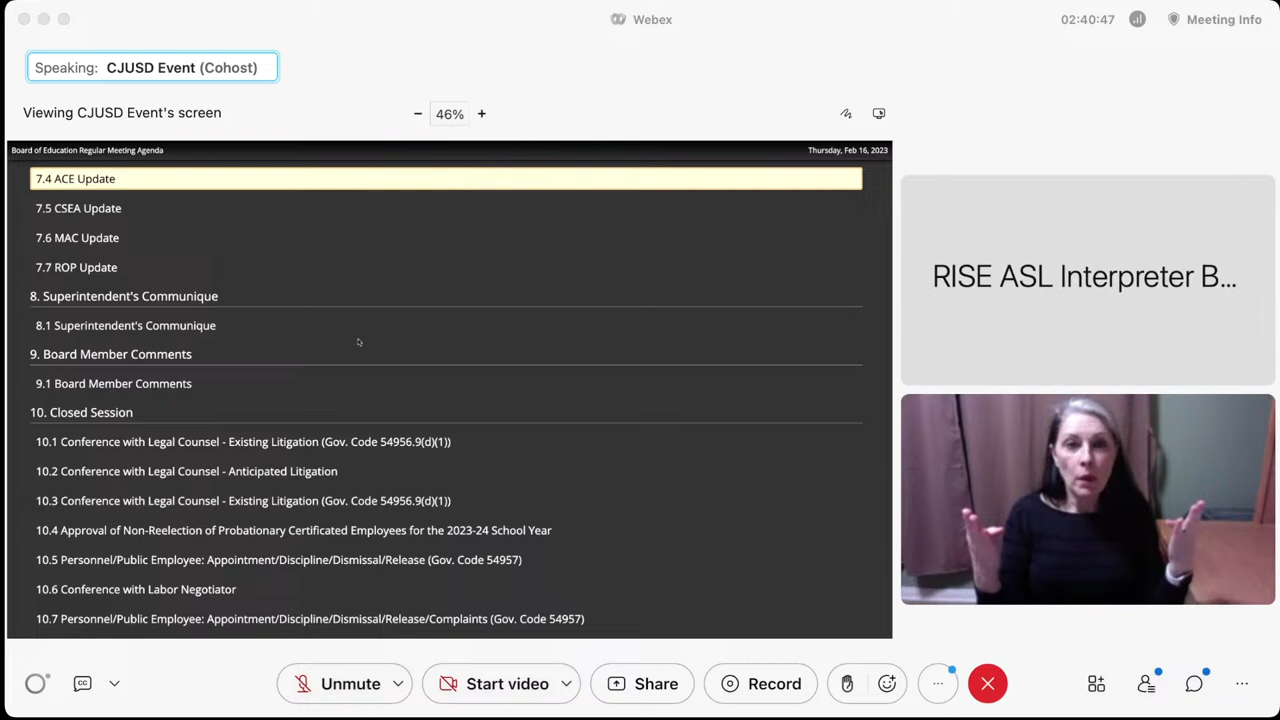 Webex
02:40:47
Meeting Info
Speaking: CJUSD Event (Cohost)
Viewing CJUSD Event's screen
46%
Board of Education Regular Meeting Agenda
Thursday, Feb 16, 2023
7.4 ACE Update
7.5 CSEA Update
7.6 MAC Update
7.7 ROP Update
8. Superintendent's Communique
8.1 Superintendent's Communique
9. Board Member Comments
9.1 Board Member Comments
10. Closed Session
10.1 Conference with Legal Counsel - Existing Litigation (Gov. Code 54956.9(d)(1))
10.2 Conference with Legal Counsel - Anticipated Litigation
10.3 Conference with Legal Counsel - Existing Litigation (Gov. Code 54956.9(d)(1))
10.4 Approval of Non-Reelection of Probationary Certificated Employees for the 2023-24 School Year
10.5 Personnel/Public Employee: Appointment/Discipline/Dismissal/Release (Gov. Code 54957)
10.6 Conference with Labor Negotiator
10.7 Personnel/Public Employee: Appointment/Discipline/Dismissal/Release/Complaints (Gov. Code 54957)
RISE ASL Interpreter B...
CC
Unmute
Start video
Share
Record